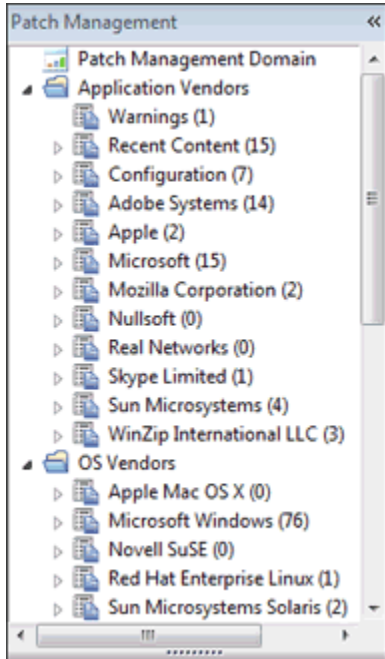 Patch Management
Patch Management Domain
Application Vendors
Warnings (1)
Recent Content (15)
Configuration (7)
Adobe Systems (14)
Apple (2)
Microsoft (15)
Mozilla Corporation (2)
Nullsoft (0)
Real Networks (0)
Skype Limited (1)
Sun Microsystems (4)
WinZip International LLC (3)
OS Vendors
Apple Mac OS X (0)
Microsoft Windows (76)
Novell SuSE (0)
Red Hat Enterprise Linux (1)
Sun Microsystems Solaris (2)